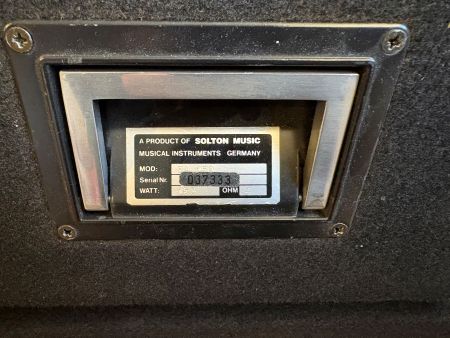 A PRODUCT OF SOLTON MUSIC
MUSICAL INSTRUMENTS GERMANY
MOD:
Serial Nr. 037333
WATT: OHM